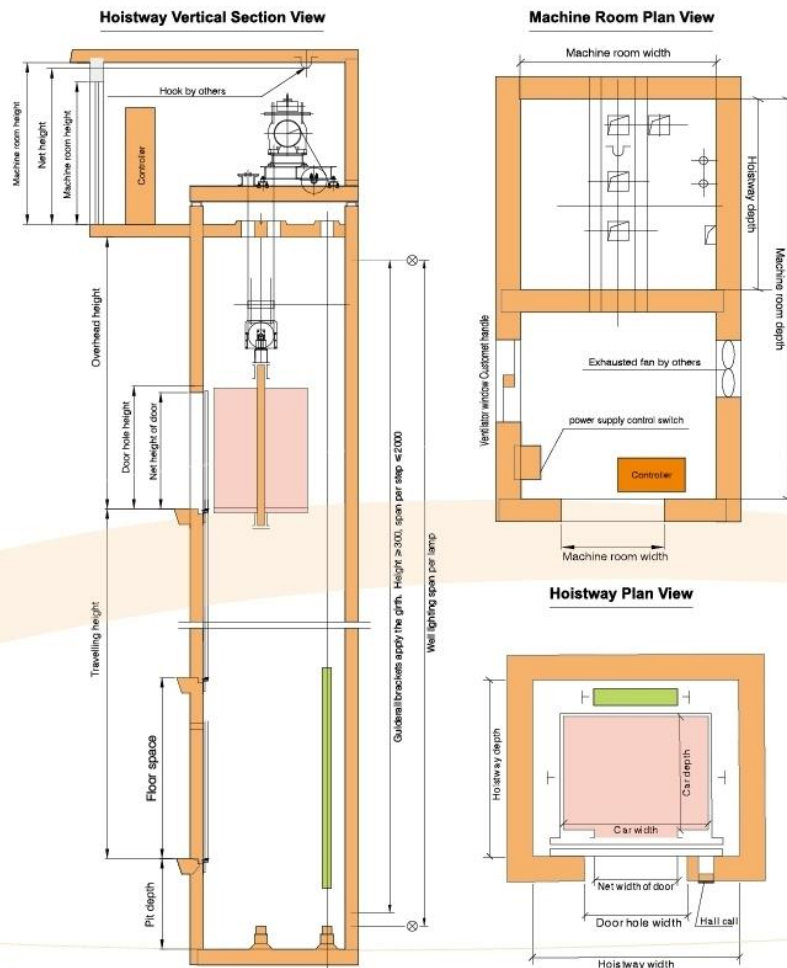 Hoistway Vertical Section View
Machine room height
Net height
Machine room height
Hook by others
Controller
Overhead height
Door hole height
Net height of door
Travelling height
Floor space
Pit depth
Guiderail brackets apply the girth. Height ≥300, span per step ≤2000
Well lighting span per lamp
Machine Room Plan View
Machine room width
Hoistway depth
Machine room depth
Ventilator window Customet handle
Exhausted fan by others
power supply control switch
Controller
Machine room width
Hoistway Plan View
Hoistway depth
Car depth
Car width
Net width of door
Hall call
Door hole width
Hoistway width